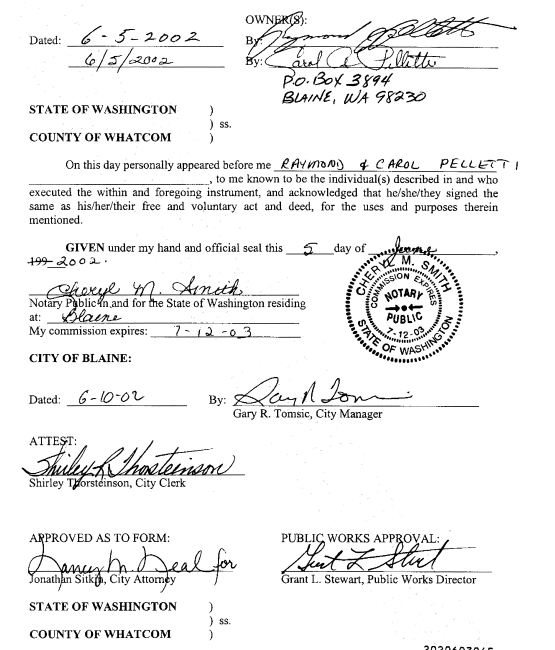 OWNER(S):
Dated: 6-5-2002 By: Raymond Pelletti
6/5/2002 By: Carol A Pelletti
P.O. Box 3894
BLAINE, WA 98230
STATE OF WASHINGTON )
) ss.
COUNTY OF WHATCOM )
On this day personally appeared before me RAYMOND & CAROL PELLETTI
, to me known to be the individual(s) described in and who
executed the within and foregoing instrument, and acknowledged that he/she/they signed the
same as his/her/their free and voluntary act and deed, for the uses and purposes therein
mentioned.
GIVEN under my hand and official seal this 5 day of June,
199 2002.
Cheryl M. Smith
Notary Public in and for the State of Washington residing
at: Blaine
My commission expires: 7-12-03
CHERYL M. SMITH
COMMISSION EXPIRES
NOTARY
PUBLIC
7-12-03
STATE OF WASHINGTON
CITY OF BLAINE:
Dated: 6-10-02 By: Gary R Tomsic
Gary R. Tomsic, City Manager
ATTEST:
Shirley R Thorsteinson
Shirley Thorsteinson, City Clerk
APPROVED AS TO FORM: PUBLIC WORKS APPROVAL:
Nancy M. Neal for Grant L Stewart
Jonathan Sitkin, City Attorney Grant L. Stewart, Public Works Director
STATE OF WASHINGTON )
) ss.
COUNTY OF WHATCOM )